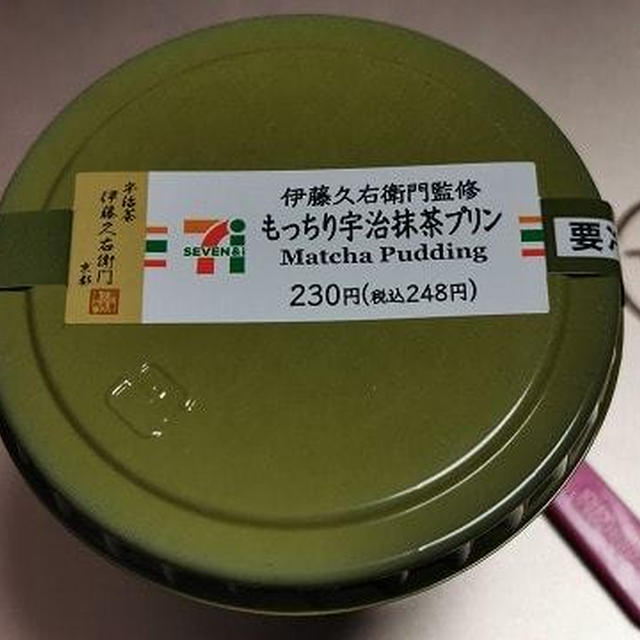 宇治茶
伊藤久右衛門
京都
SEVEN&i
伊藤久右衛門監修
もっちり宇治抹茶プリン
Matcha Pudding
230円(税込248円)
要冷